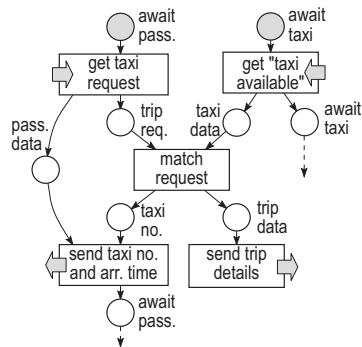 await
pass.
await
taxi
get taxi
request
get "taxi
available"
pass.
data
trip
req.
taxi
data
await
taxi
match
request
taxi
no.
trip
data
send taxi no.
and arr. time
send trip
details
await
pass.